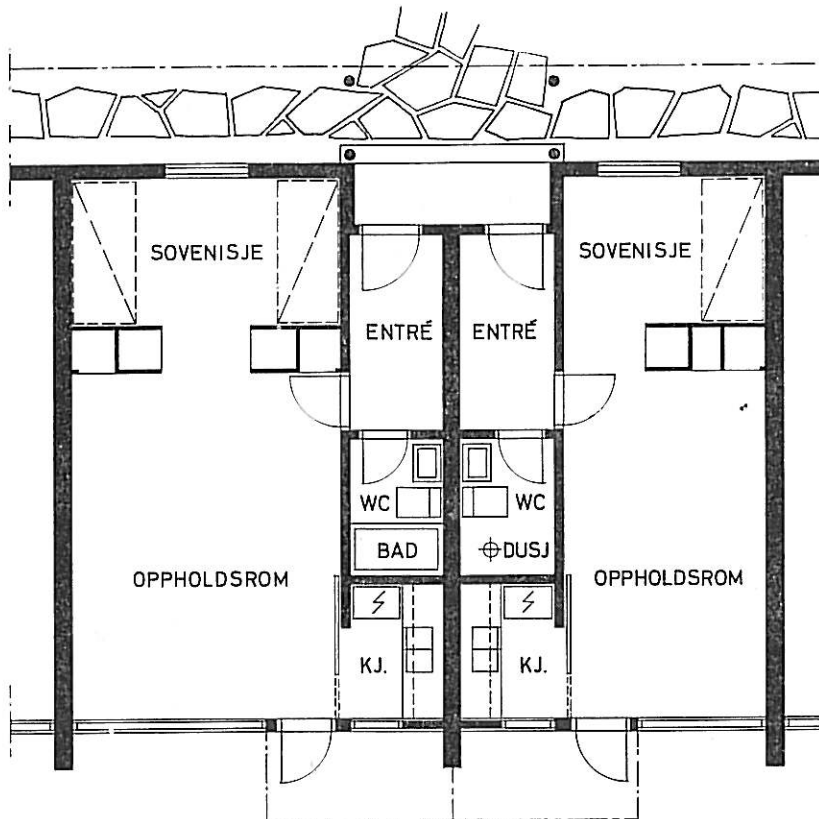 SOVENISJE
SOVENISJE
ENTRÉ
ENTRÉ
WC
WC
BAD
DUSJ
OPPHOLDSROM
OPPHOLDSROM
KJ.
KJ.